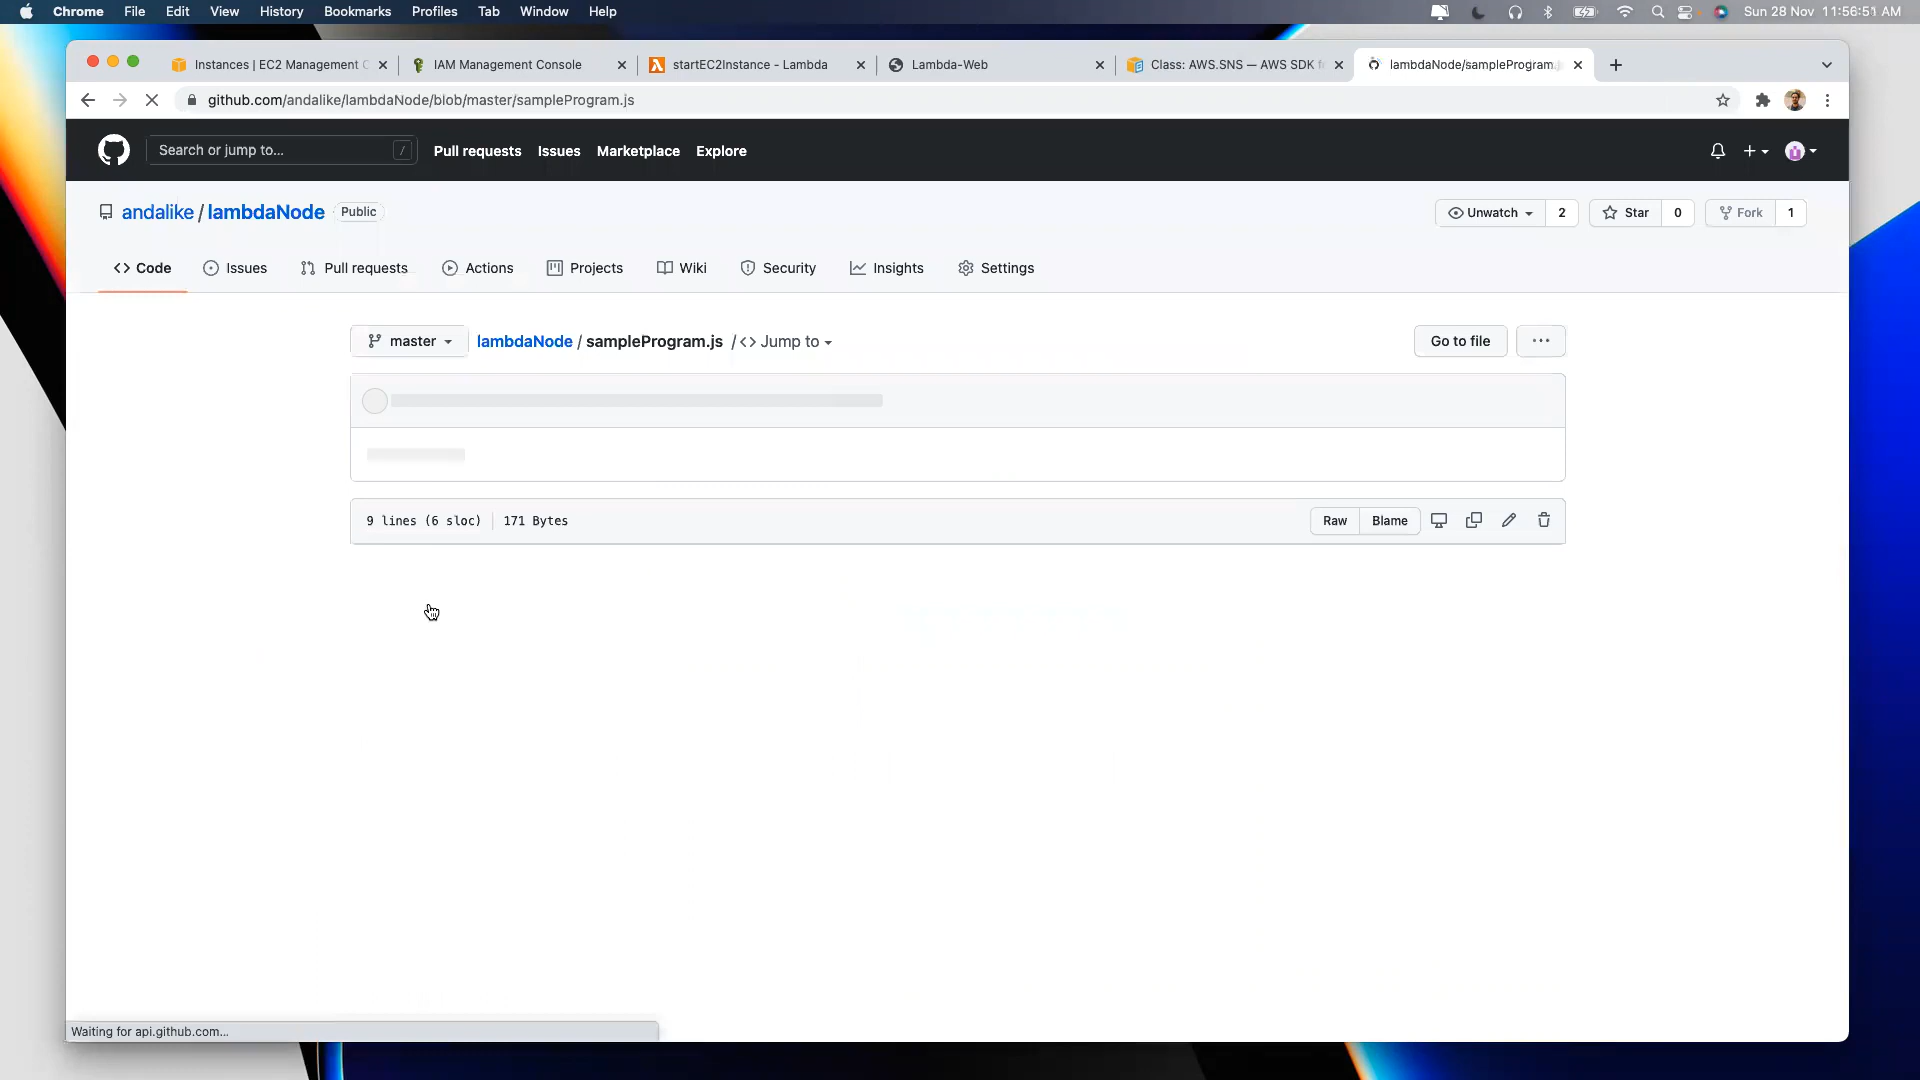 Chrome File Edit View History Bookmarks Profiles Tab Window Help Sun 28 Nov 11:56:51 AM
Instances | EC2 Management C IAM Management Console startEC2Instance - Lambda Lambda-Web Class: AWS.SNS — AWS SDK f lambdaNode/sampleProgram.j
github.com/andalike/lambdaNode/blob/master/sampleProgram.js
Search or jump to... / Pull requests Issues Marketplace Explore
andalike / lambdaNode Public Unwatch 2 Star 0 Fork 1
Code Issues Pull requests Actions Projects Wiki Security Insights Settings
master lambdaNode / sampleProgram.js / <> Jump to Go to file ...
9 lines (6 sloc) 171 Bytes Raw Blame
Waiting for api.github.com...